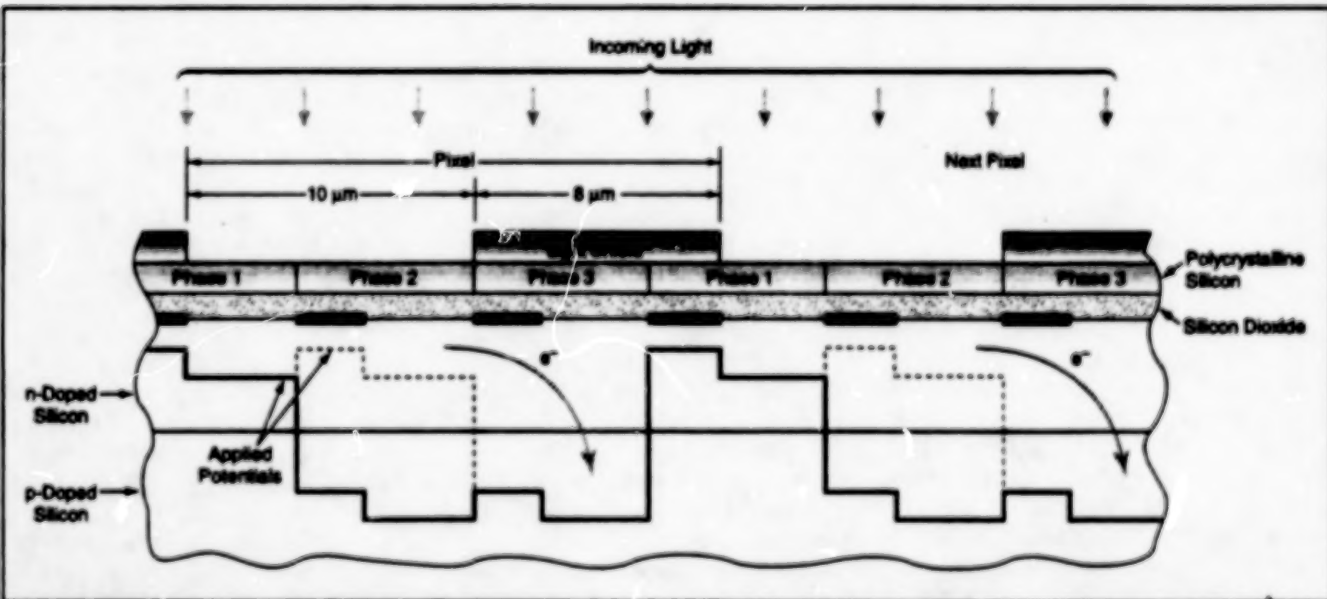 Incoming Light
Pixel
Next Pixel
10 μm
8 μm
Phase 1
Phase 2
Phase 3
Phase 1
Phase 2
Phase 3
Polycrystalline
Silicon
Silicon Dioxide
e⁻
e⁻
n-Doped
Silicon
Applied
Potentials
p-Doped
Silicon